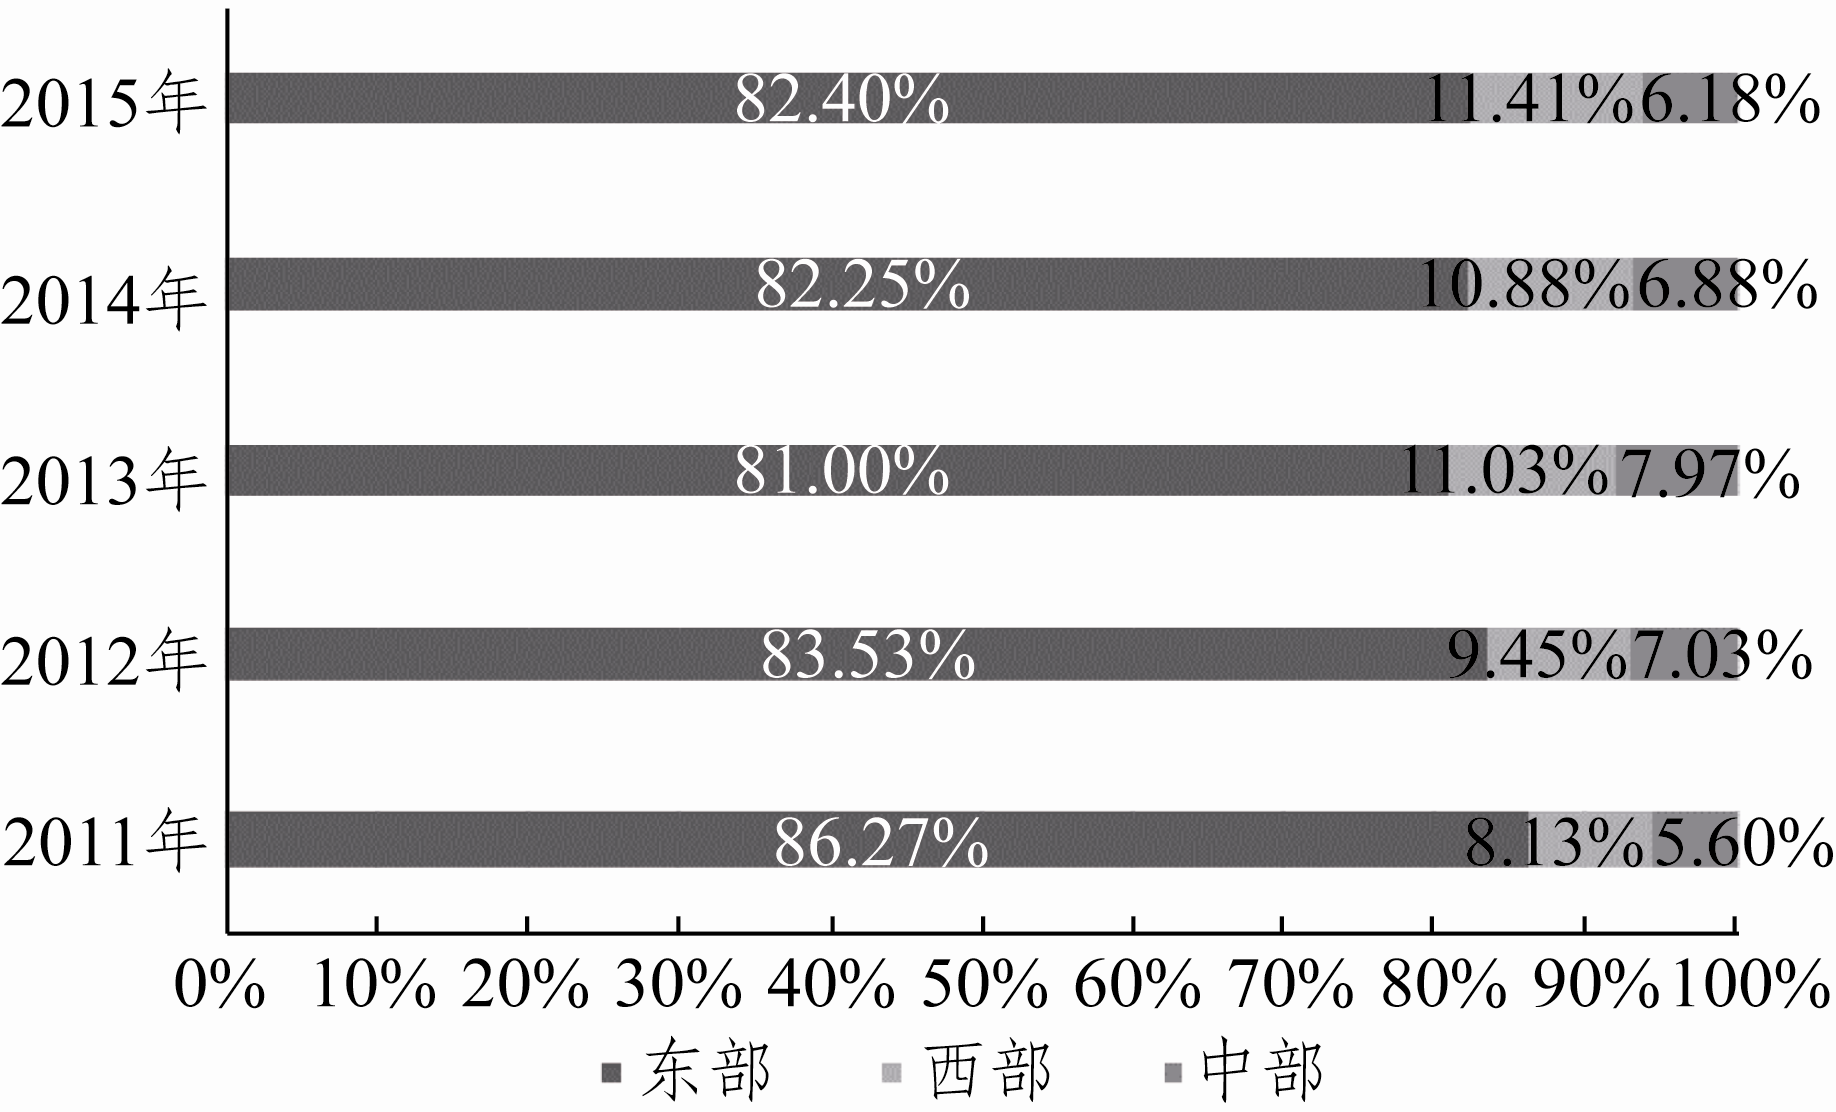 2015年 82.40% 11.41% 6.18%
2014年 82.25% 10.88% 6.88%
2013年 81.00% 11.03% 7.97%
2012年 83.53% 9.45% 7.03%
2011年 86.27% 8.13% 5.60%
0% 10% 20% 30% 40% 50% 60% 70% 80% 90% 100%
东部 西部 中部